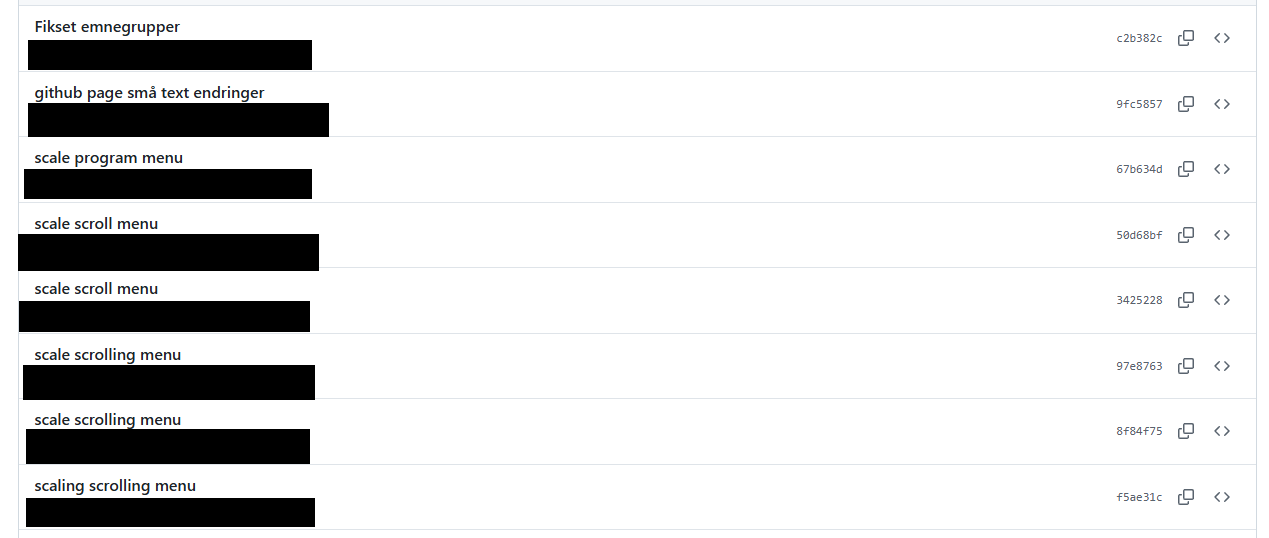 Fikset emnegrupper
c2b382c
github page små text endringer
9fc5857
scale program menu
67b634d
scale scroll menu
50d68bf
scale scroll menu
3425228
scale scrolling menu
97e8763
scale scrolling menu
8f84f75
scaling scrolling menu
f5ae31c